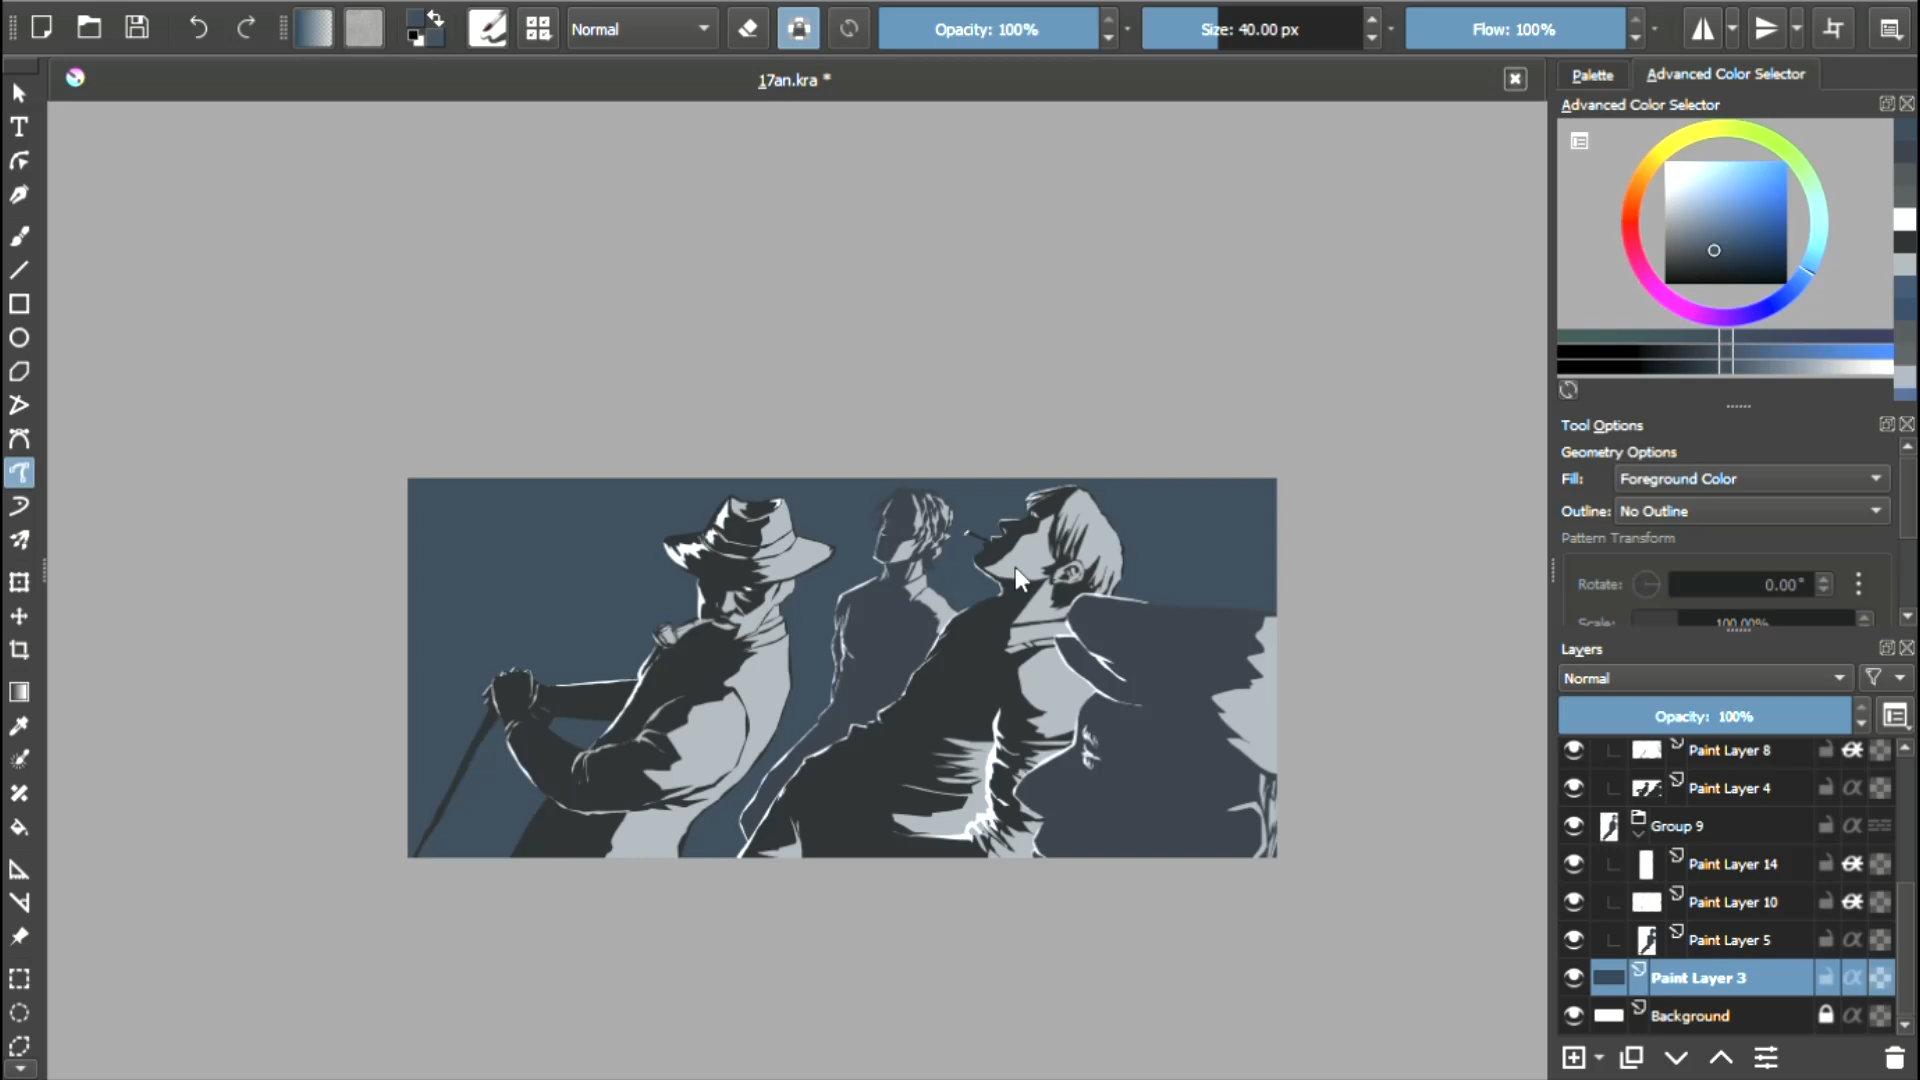 Normal
Opacity: 100%
Size: 40.00 px
Flow: 100%
17an.kra *
Palette
Advanced Color Selector
Advanced Color Selector
Tool Options
Geometry Options
Fill:
Foreground Color
Outline:
No Outline
Pattern Transform
Rotate:
0.00°
Scale:
100.00%
Layers
Normal
Opacity: 100%
Paint Layer 8
Paint Layer 4
Group 9
Paint Layer 14
Paint Layer 10
Paint Layer 5
Paint Layer 3
Background